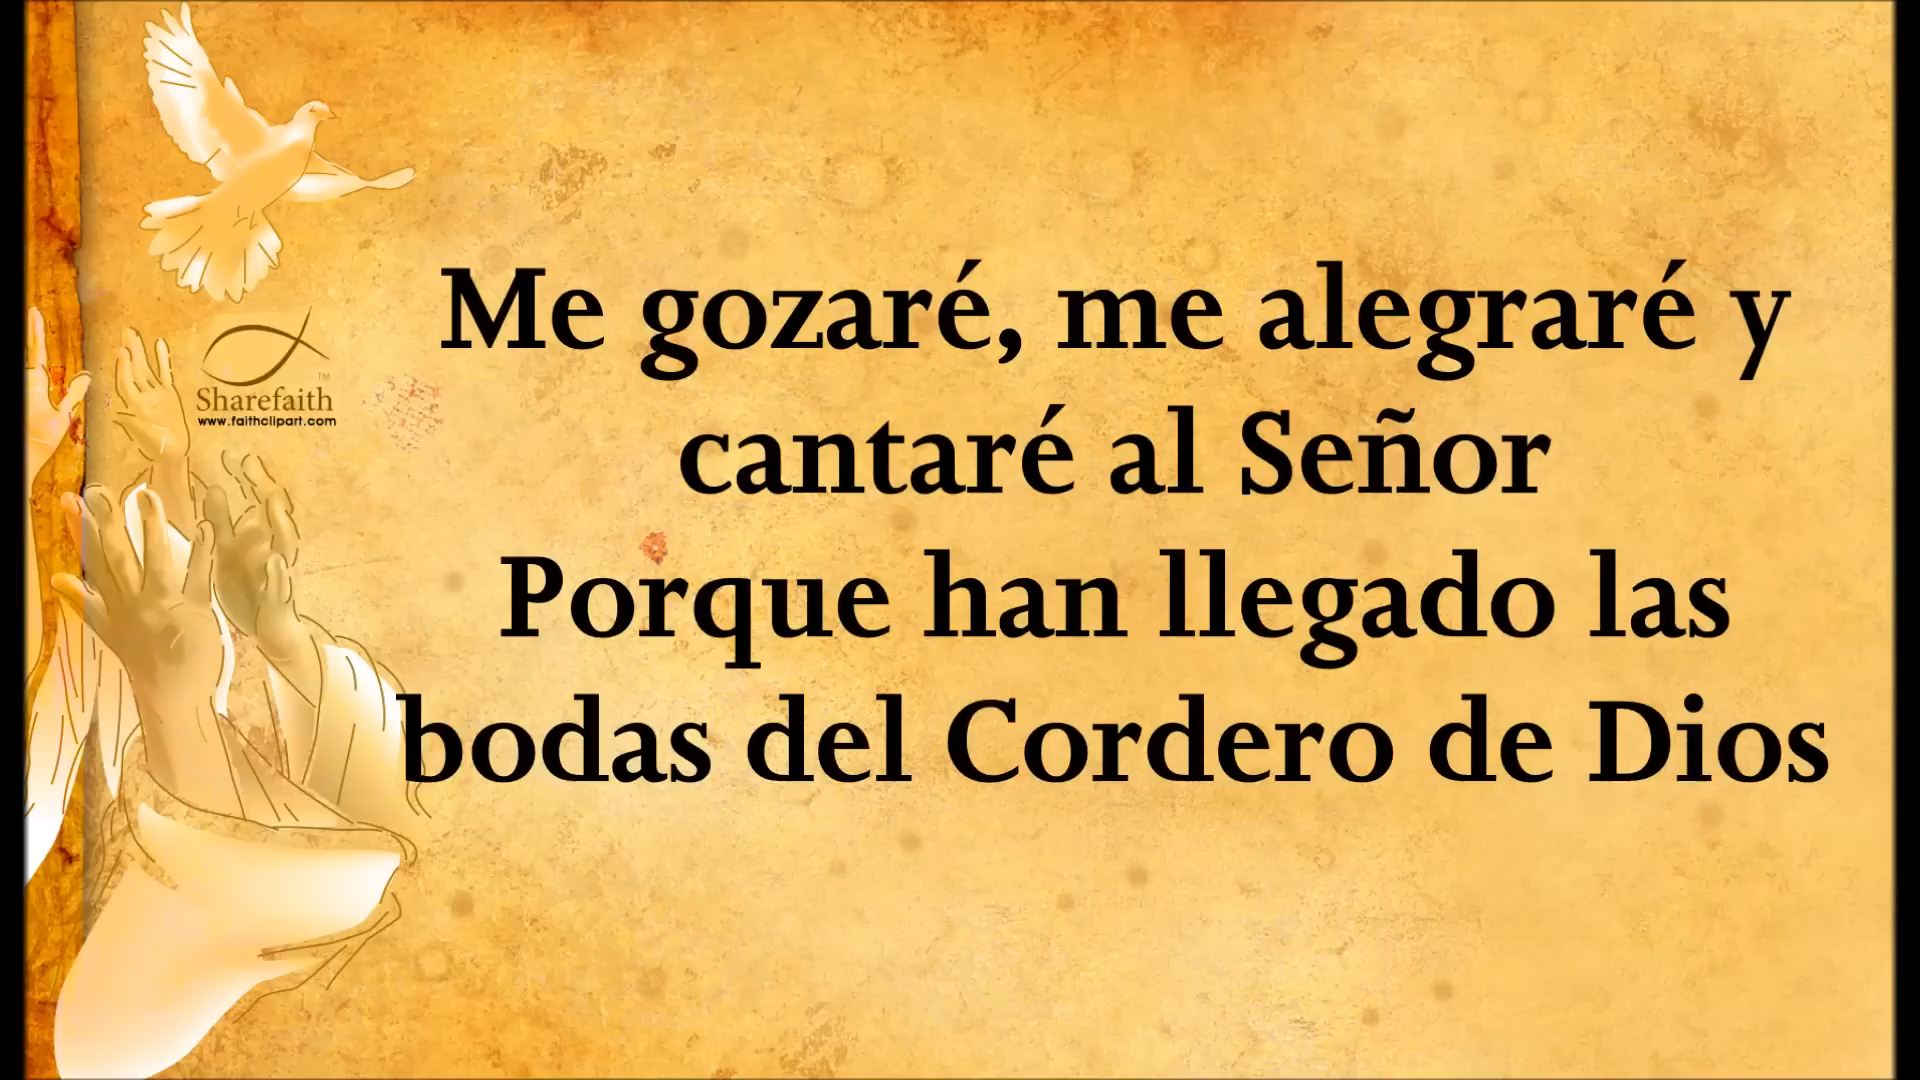 Me gozaré, me alegraré y
cantaré al Señor
Porque han llegado las
bodas del Cordero de Dios
Sharefaith™
www.faithclipart.com